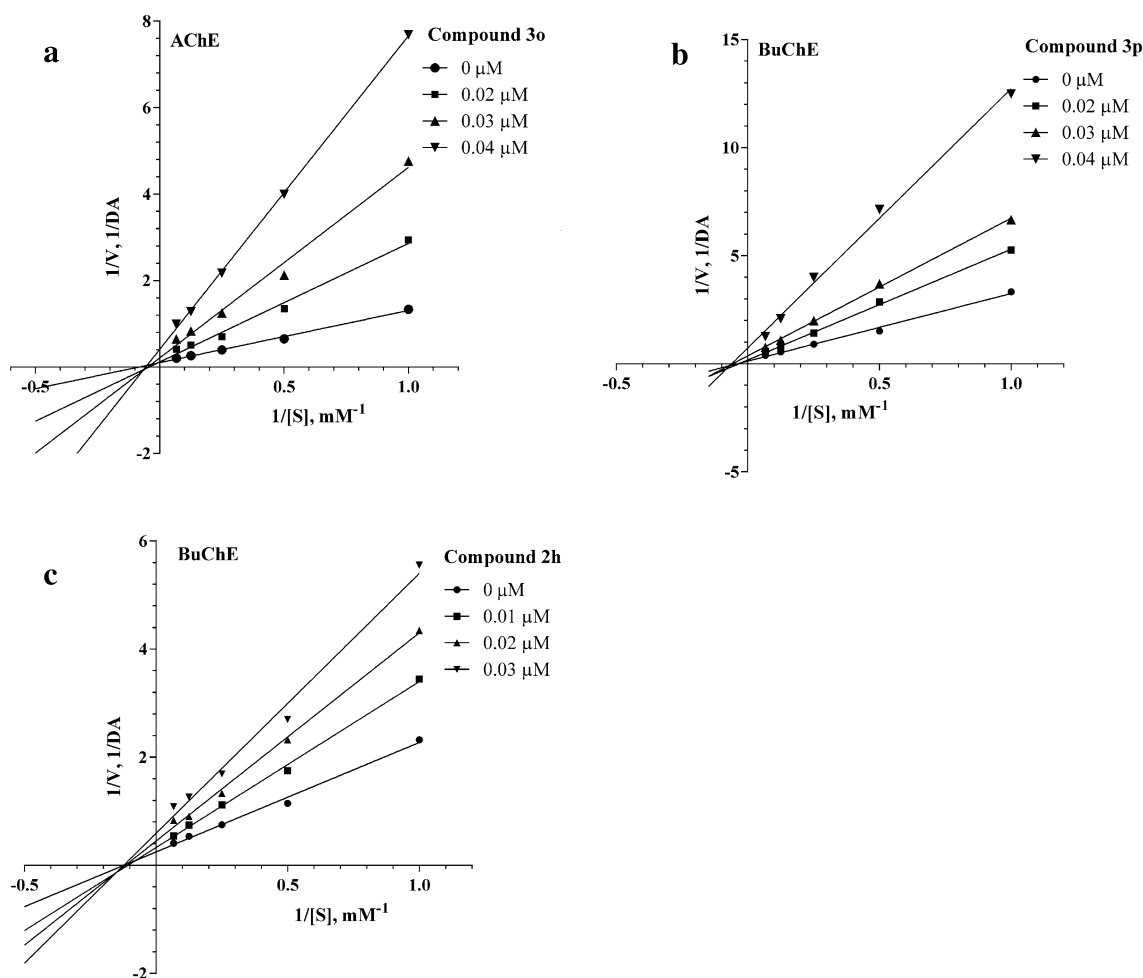 a
AChE
Compound 3o
0 μM
0.02 μM
0.03 μM
0.04 μM
8
6
4
2
-2
-0.5
0.5
1.0
1/V, 1/DA
1/[S], mM-1
b
BuChE
Compound 3p
0 μM
0.02 μM
0.03 μM
0.04 μM
15
10
5
-5
-0.5
0.5
1.0
1/V, 1/DA
1/[S], mM-1
c
BuChE
Compound 2h
0 μM
0.01 μM
0.02 μM
0.03 μM
6
4
2
-2
-0.5
0.5
1.0
1/V, 1/DA
1/[S], mM-1